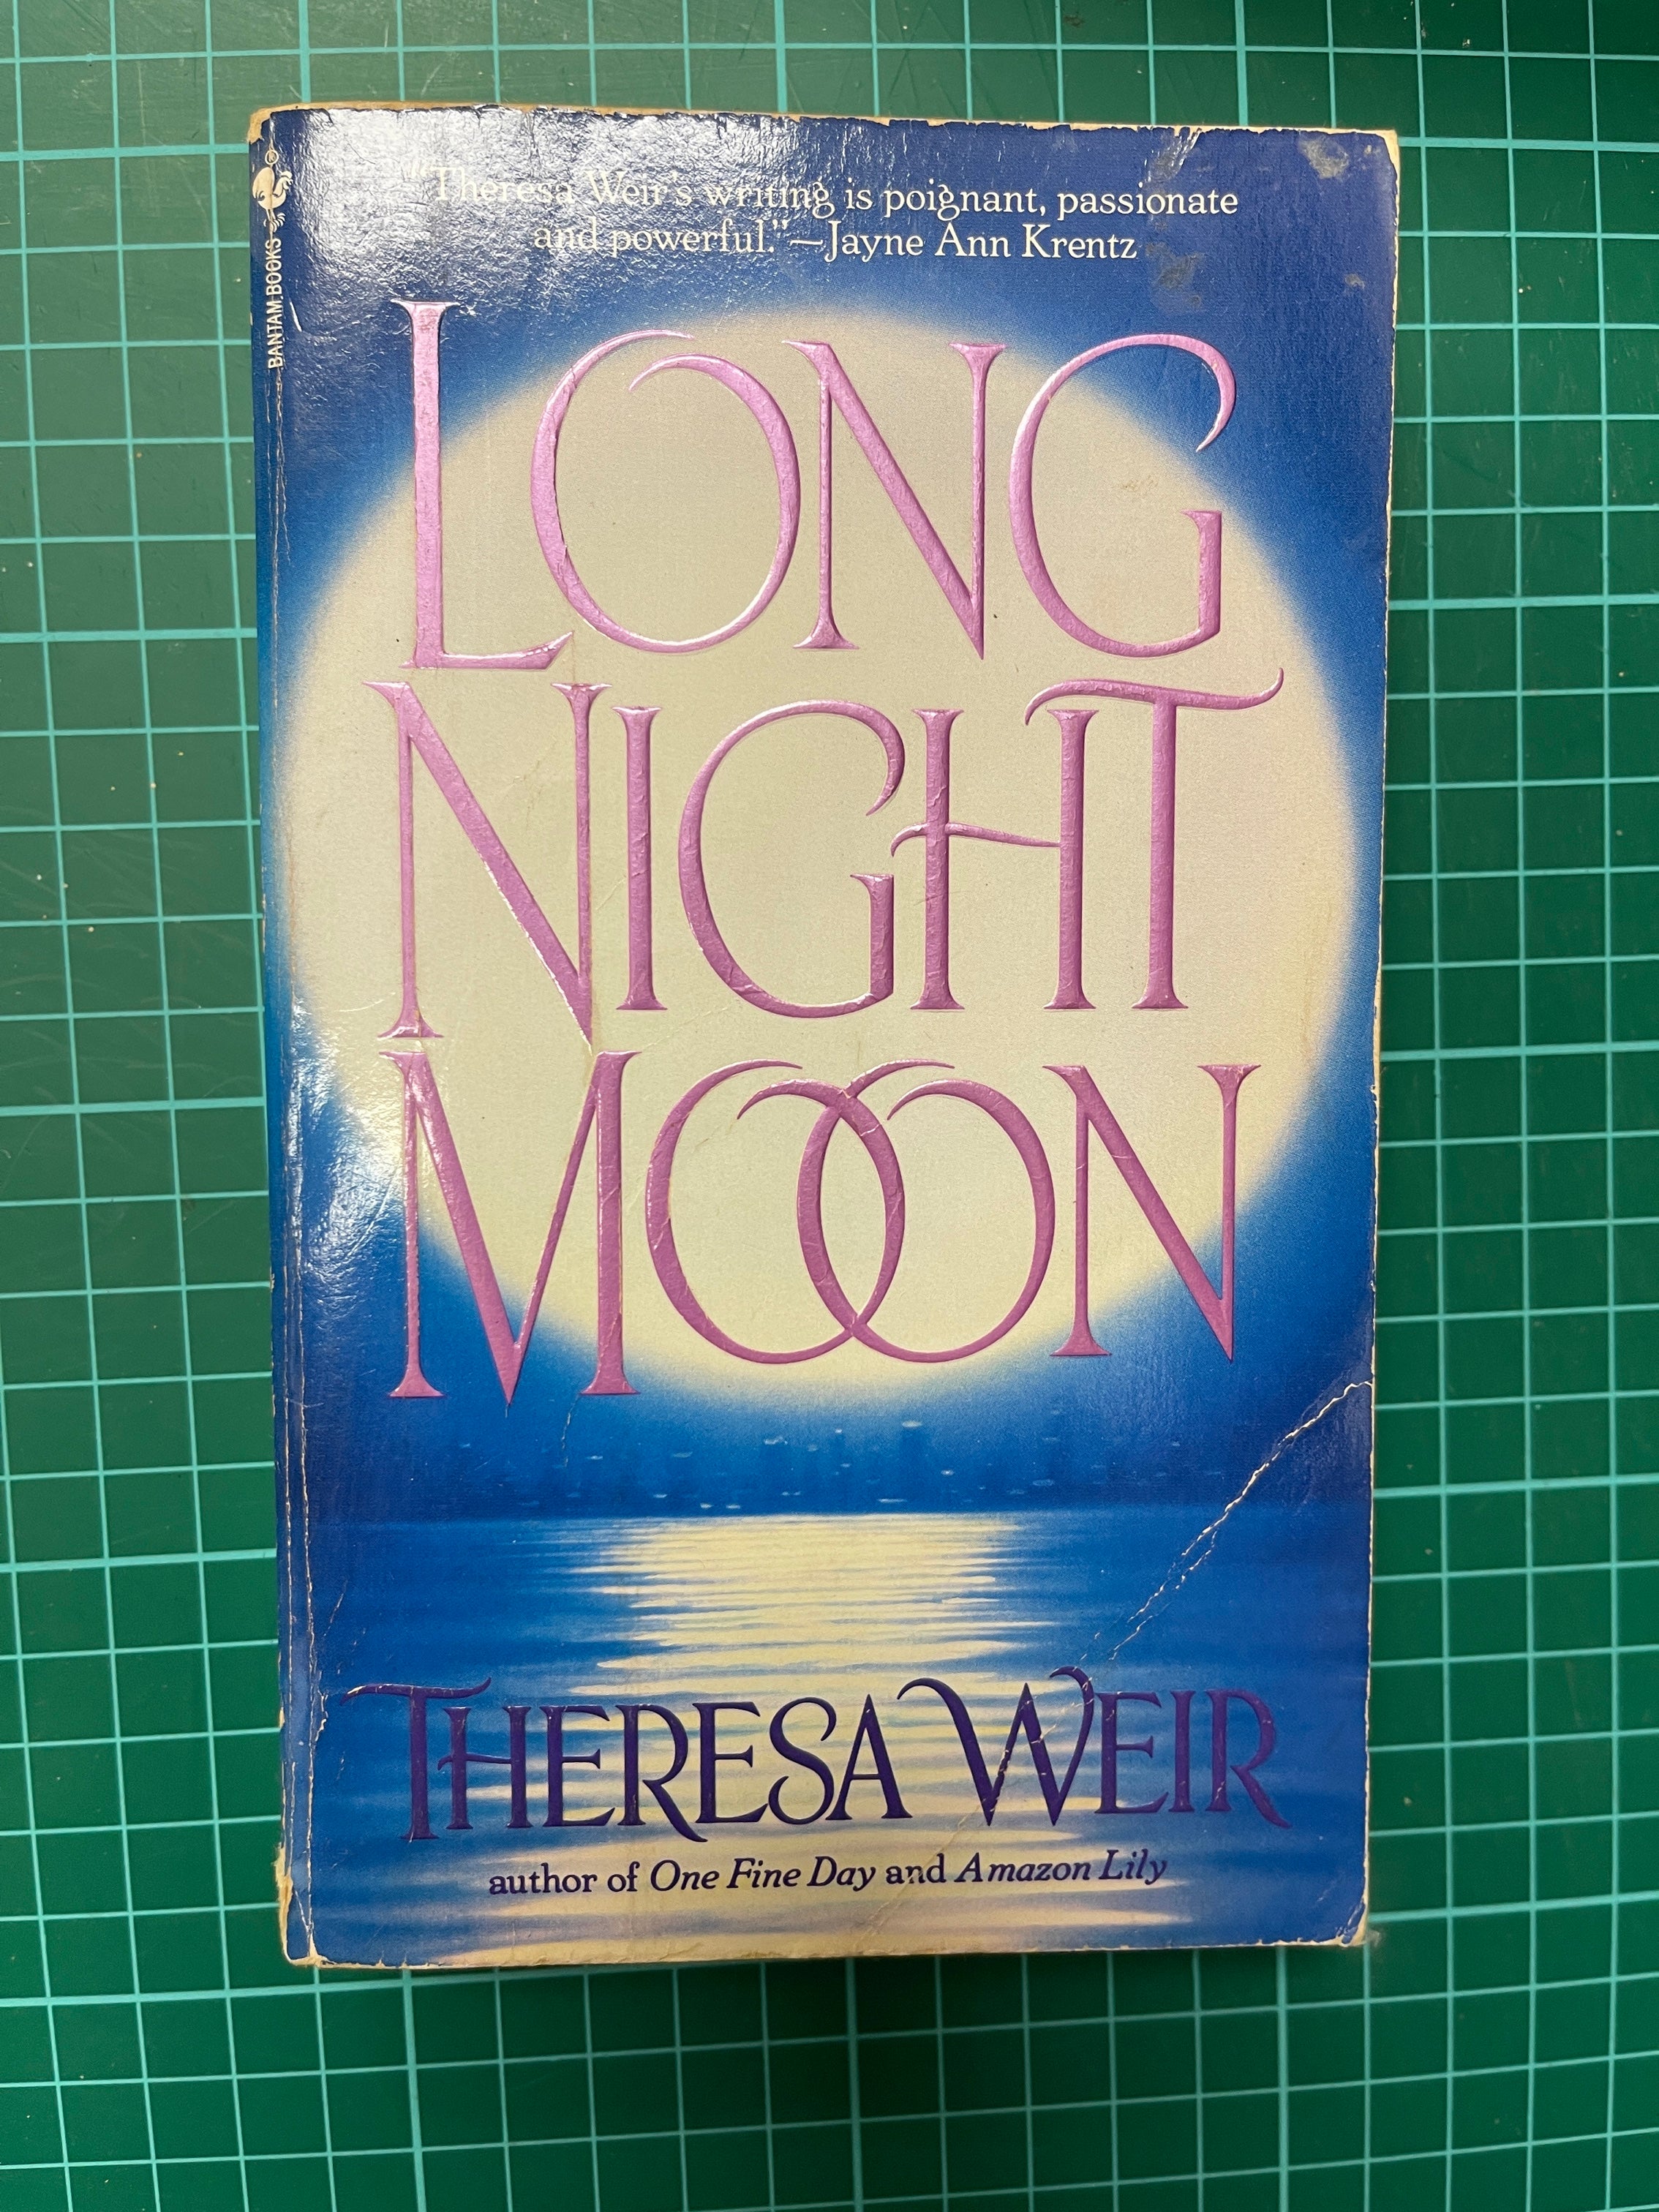 BANTAM BOOKS
®
"Theresa Weir's writing is poignant, passionate
and powerful."—Jayne Ann Krentz
LONG
NIGHT
MOON
THERESA WEIR
author of One Fine Day and Amazon Lily